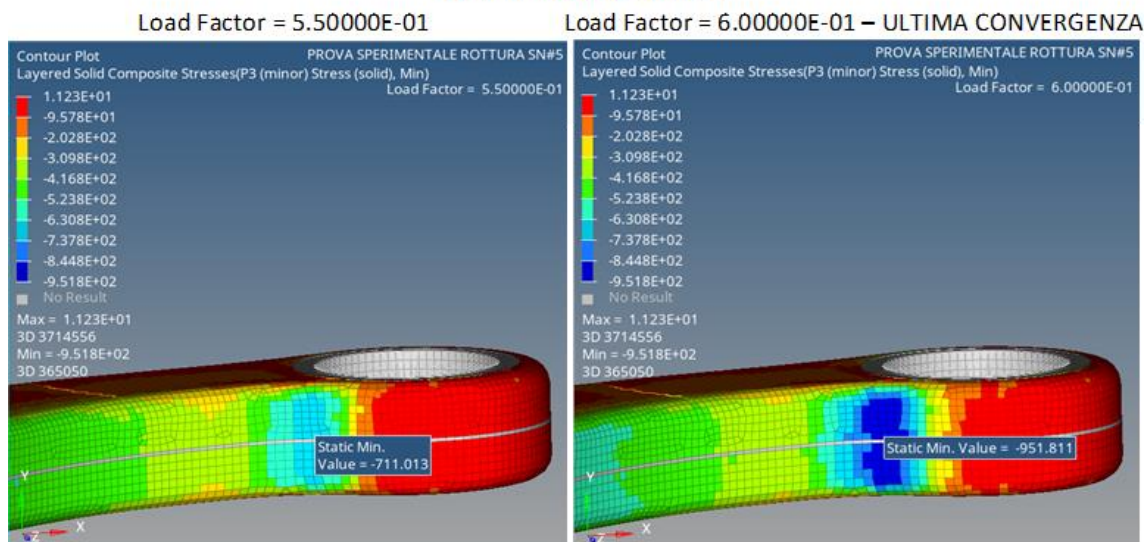 Load Factor = 5.50000E-01
Contour Plot
PROVA SPERIMENTALE ROTTURA SN#5
Layered Solid Composite Stresses(P3 (minor) Stress (solid), Min)
Load Factor = 5.50000E-01
1.123E+01
-9.578E+01
-2.028E+02
-3.098E+02
-4.168E+02
-5.238E+02
-6.308E+02
-7.378E+02
-8.448E+02
-9.518E+02
No Result
Max = 1.123E+01
3D 3714556
Min = -9.518E+02
3D 365050
Static Min.
Value = -711.013
Y
Z
X
Load Factor = 6.00000E-01 – ULTIMA CONVERGENZA
Contour Plot
PROVA SPERIMENTALE ROTTURA SN#5
Layered Solid Composite Stresses(P3 (minor) Stress (solid), Min)
Load Factor = 6.00000E-01
1.123E+01
-9.578E+01
-2.028E+02
-3.098E+02
-4.168E+02
-5.238E+02
-6.308E+02
-7.378E+02
-8.448E+02
-9.518E+02
No Result
Max = 1.123E+01
3D 3714556
Min = -9.518E+02
3D 365050
Static Min. Value = -951.811
Y
Z
X